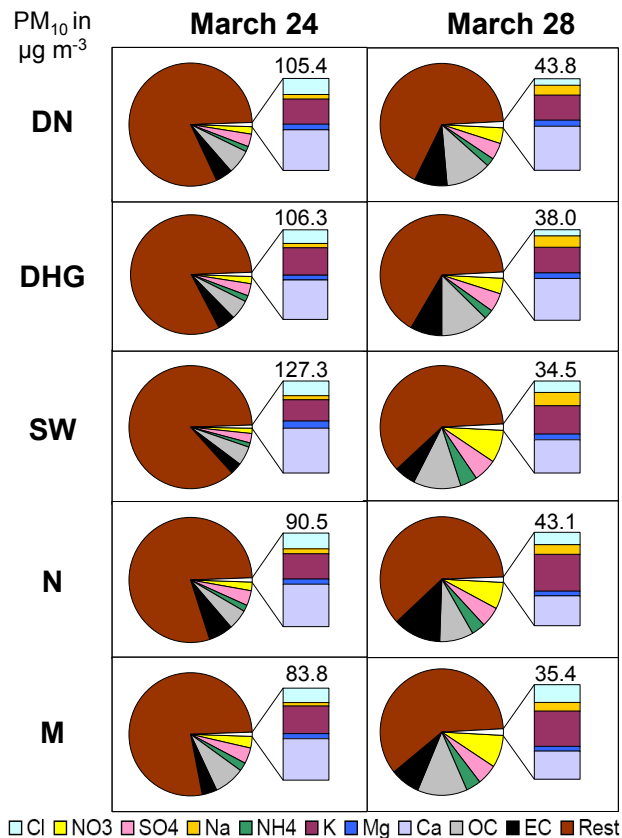 PM₁₀ in
µg m⁻³
March 24 March 28
DN 105.4 43.8
DHG 106.3 38.0
SW 127.3 34.5
N 90.5 43.1
M 83.8 35.4
Cl NO3 SO4 Na NH4 K Mg Ca OC EC Rest